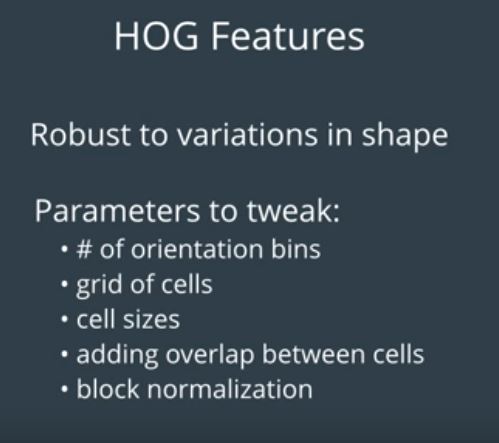 HOG Features
Robust to variations in shape
Parameters to tweak:
• # of orientation bins
• grid of cells
• cell sizes
• adding overlap between cells
• block normalization